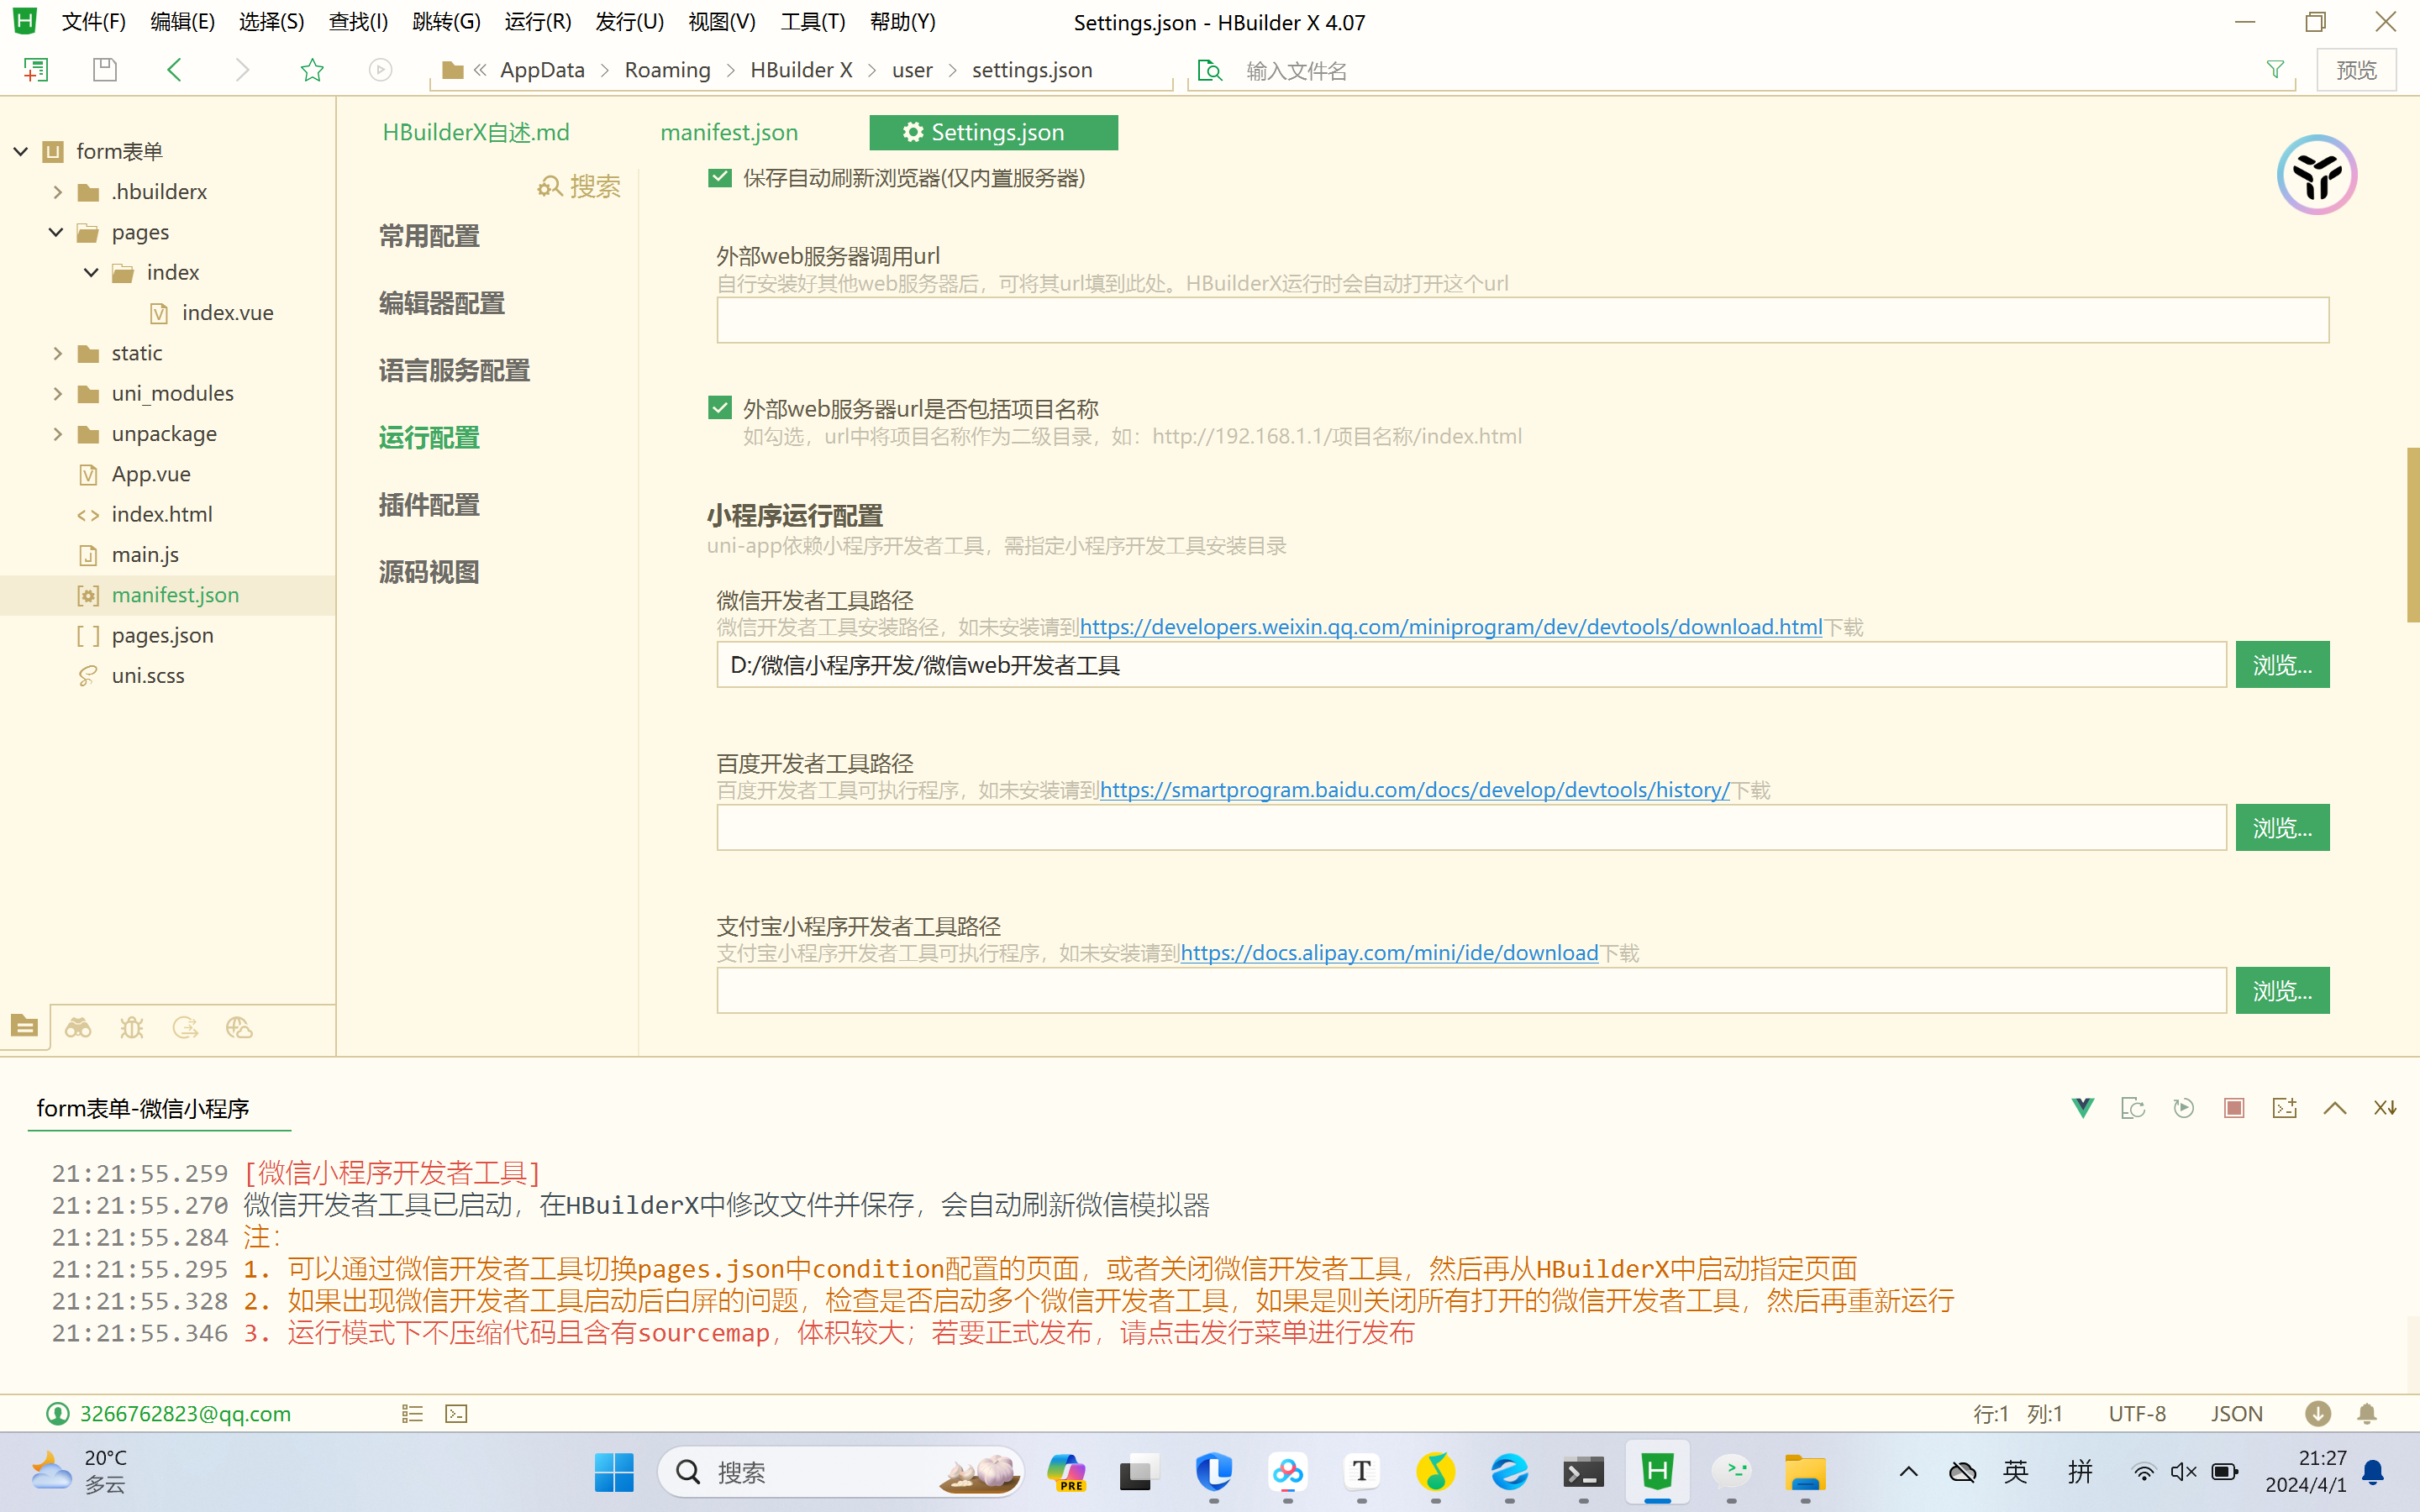 文件(F) 编辑(E) 选择(S) 查找(I) 跳转(G) 运行(R) 发行(U) 视图(V) 工具(T) 帮助(Y) Settings.json - HBuilder X 4.07
AppData > Roaming > HBuilder X > user > settings.json 输入文件名 预览
form表单
.hbuilderx
pages
index
index.vue
static
uni_modules
unpackage
App.vue
index.html
main.js
manifest.json
pages.json
uni.scss
HBuilderX自述.md manifest.json Settings.json
搜索
常用配置
编辑器配置
语言服务配置
运行配置
插件配置
源码视图
保存自动刷新浏览器(仅内置服务器)
外部web服务器调用url
自行安装好其他web服务器后，可将其url填到此处。HBuilderX运行时会自动打开这个url
外部web服务器url是否包括项目名称
如勾选，url中将项目名称作为二级目录，如：http://192.168.1.1/项目名称/index.html
小程序运行配置
uni-app依赖小程序开发者工具，需指定小程序开发工具安装目录
微信开发者工具路径
微信开发者工具安装路径，如未安装请到https://developers.weixin.qq.com/miniprogram/dev/devtools/download.html下载
D:/微信小程序开发/微信web开发者工具 浏览...
百度开发者工具路径
百度开发者工具可执行程序，如未安装请到https://smartprogram.baidu.com/docs/develop/devtools/history/下载
浏览...
支付宝小程序开发者工具路径
支付宝小程序开发者工具可执行程序，如未安装请到https://docs.alipay.com/mini/ide/download下载
浏览...
form表单-微信小程序
21:21:55.259 [微信小程序开发者工具]
21:21:55.270 微信开发者工具已启动，在HBuilderX中修改文件并保存，会自动刷新微信模拟器
21:21:55.284 注：
21:21:55.295 1. 可以通过微信开发者工具切换pages.json中condition配置的页面，或者关闭微信开发者工具，然后再从HBuilderX中启动指定页面
21:21:55.328 2. 如果出现微信开发者工具启动后白屏的问题，检查是否启动多个微信开发者工具，如果是则关闭所有打开的微信开发者工具，然后再重新运行
21:21:55.346 3. 运行模式下不压缩代码且含有sourcemap，体积较大；若要正式发布，请点击发行菜单进行发布
3266762823@qq.com 行:1 列:1 UTF-8 JSON
20°C
多云
搜索
PRE
英 拼
21:27
2024/4/1